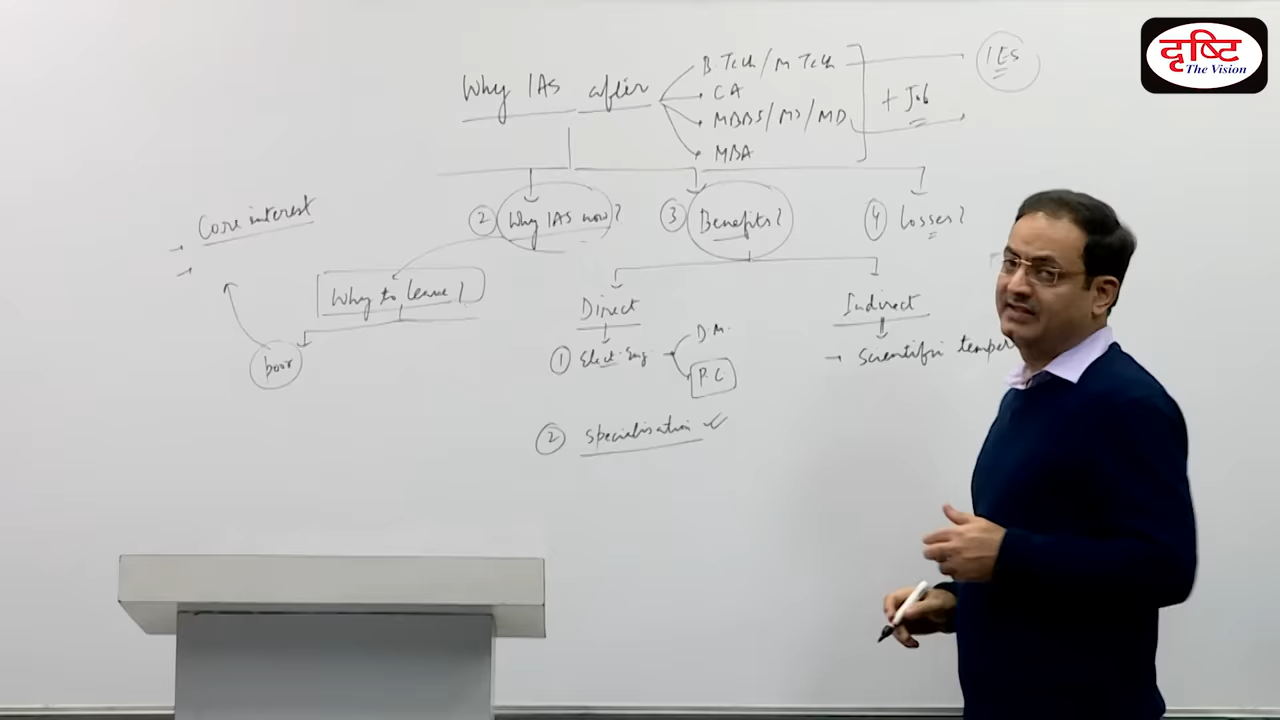 दृष्टि
The Vision
Why IAS after
B.Tech/M Tech
CA
MBBS/MS/MD
MBA
+ Job
IES
② Why IAS now?
③ Benefits?
④ Losses?
Core interest
Why to leave?
boor
Direct
① Elect. Eng
D.M.
P.C
② Specialisation ✓
Indirect
→ Scientific temper